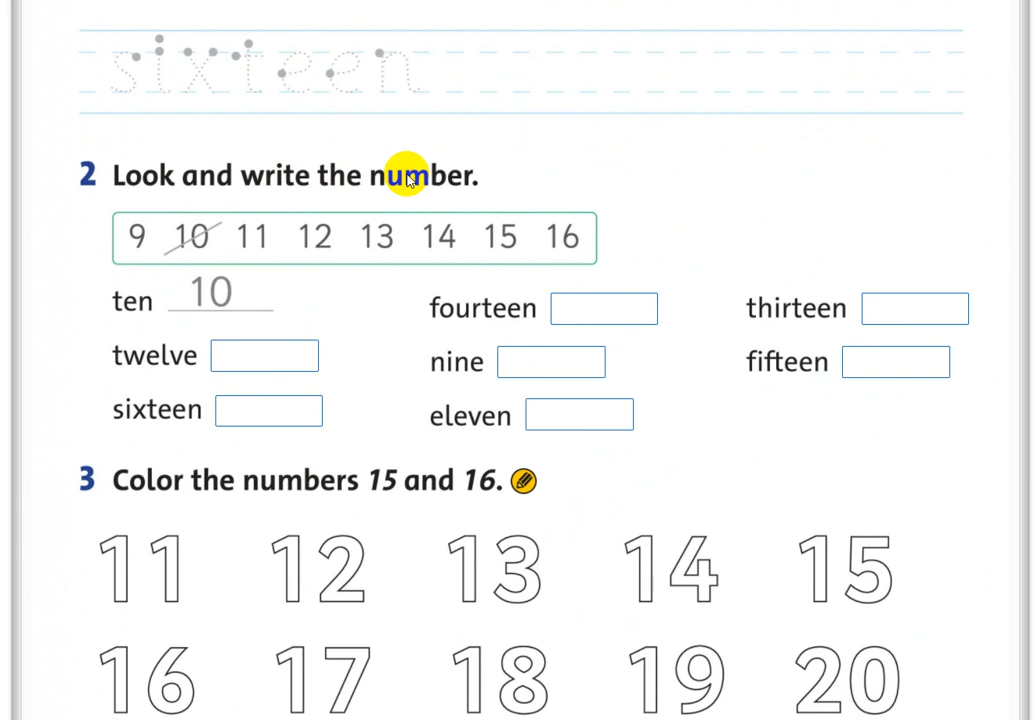 sixteen
2 Look and write the number.
9 10 11 12 13 14 15 16
ten 10 fourteen thirteen
twelve nine fifteen
sixteen eleven
3 Color the numbers 15 and 16.
11 12 13 14 15
16 17 18 19 20